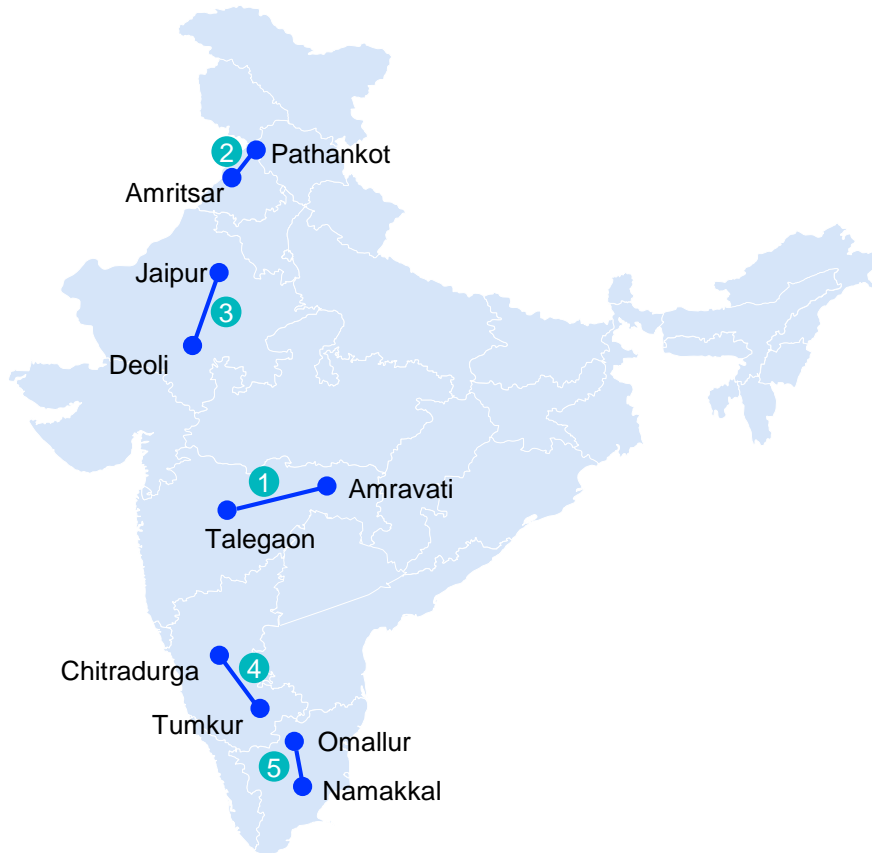 2
Pathankot
Amritsar
Jaipur
3
Deoli
1
Amravati
Talegaon
Chitradurga
4
Tumkur
Omallur
5
Namakkal